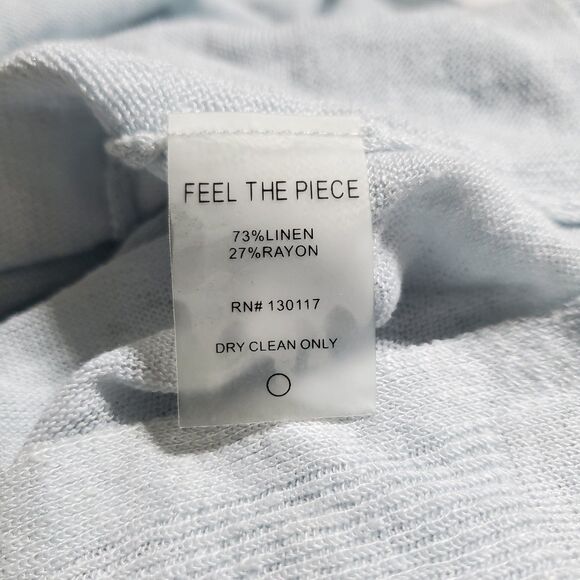 FEEL THE PIECE
73%LINEN
27%RAYON
RN# 130117
DRY CLEAN ONLY